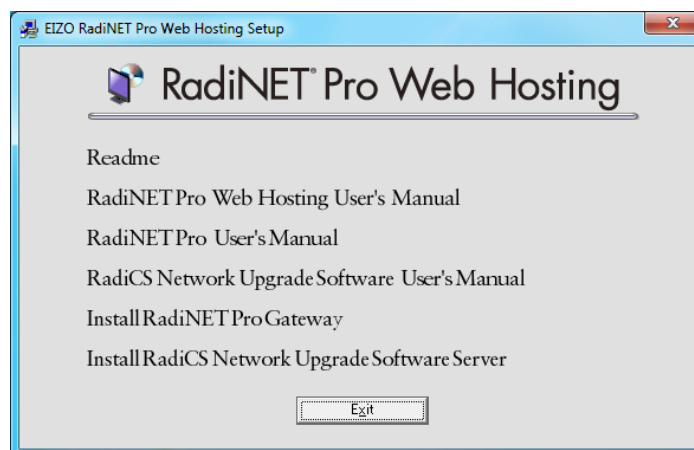 EIZO RadiNET Pro Web Hosting Setup
RadiNET® Pro Web Hosting
Readme
RadiNET Pro Web Hosting User's Manual
RadiNET Pro User's Manual
RadiCS Network Upgrade Software User's Manual
Install RadiNET Pro Gateway
Install RadiCS Network Upgrade Software Server
Exit